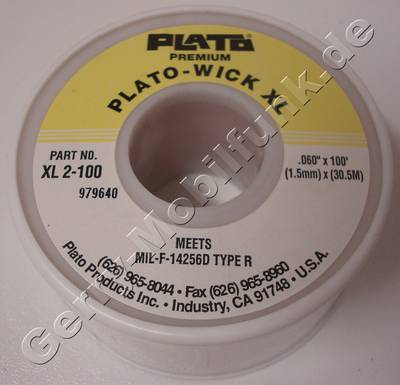 PLATO®
PREMIUM
PLATO-WICK XL
PART NO.
XL 2-100
979640
.060" x 100'
(1.5mm) x (30.5M)
MEETS
MIL-F-14256D TYPE R
(626) 965-8044 • Fax (626) 965-8960
Plato Products Inc. • Industry, CA 91748 • U.S.A.
Gerry-Mobilfunk.de